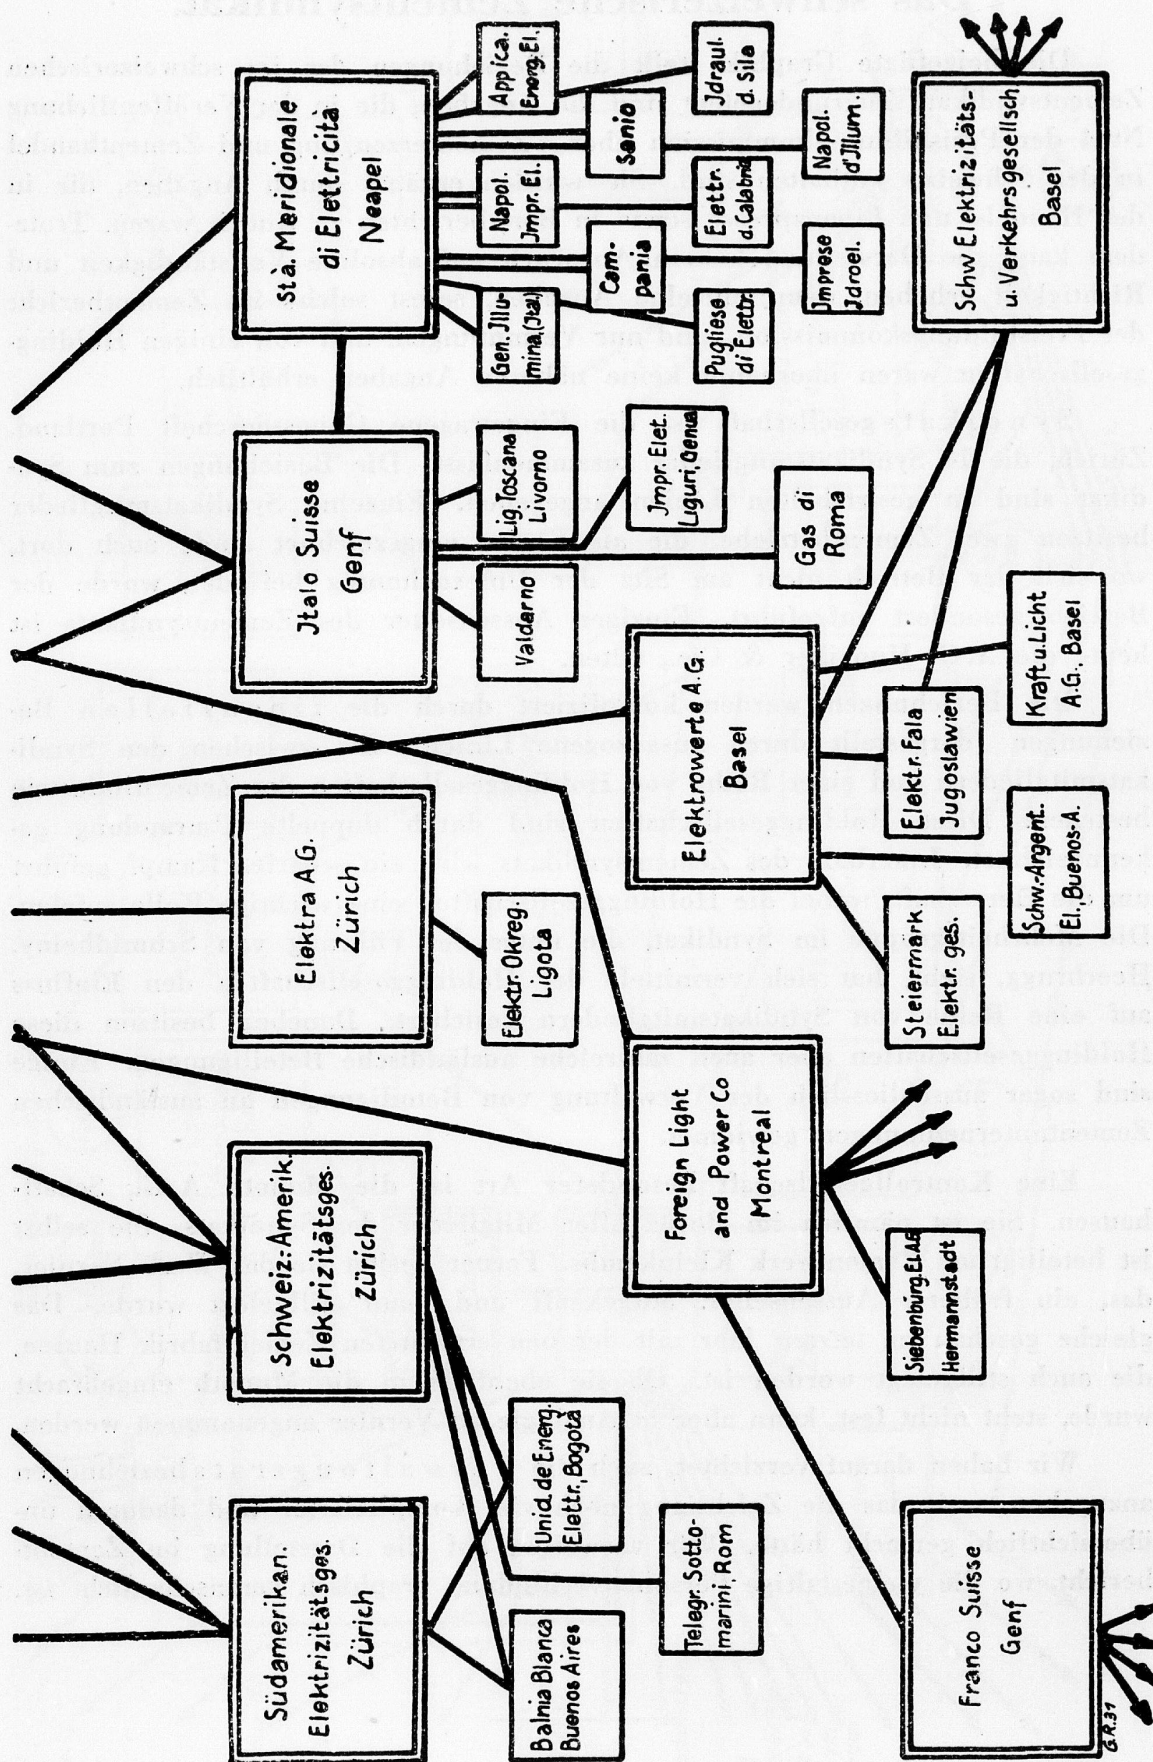 Südamerikan.
Elektrizitätsges.
Zürich
Schweiz.-Amerik.
Elektrizitätsges.
Zürich
Elektra A.G.
Zürich
Jtalo Suisse
Genf
Stà. Meridionale
di Elettricità
Neapel
Balnia Blanca
Buenos Aires
Unid. de Energ.
Elettr., Bogotá
Elektr. Okreg
Ligota
Valdarno
Lig. Toscana
Livorno
Gen. Jllu-
mina, (Jtal.)
Napol.
Jmpr. El.
Appica.
Energ. El.
Cam-
pania
Sanio
Telegr. Sotto-
marini, Rom
Foreign Light
and Power Co
Montreal
Elektrowerte A.G.
Basel
Jmpr. Elet.
Liguri, Genua
Pugliese
di Elettr.
Elettr.
d. Calabria
Jdraul.
d. Sila
Gas di
Roma
Jmprese
Jdroel.
Napol.
d'Jllum.
Franco Suisse
Genf
Siebenbürg. El. AG
Hermannstadt
Steiermark.
Elektr. ges.
Elektr. Fala
Jugoslawien
Schw. Elektrizitäts-
u. Verkehrsgesellsch
Basel
Schw.-Argent.
El., Buenos-A.
Kraft u. Licht
A.G., Basel
G.R.31